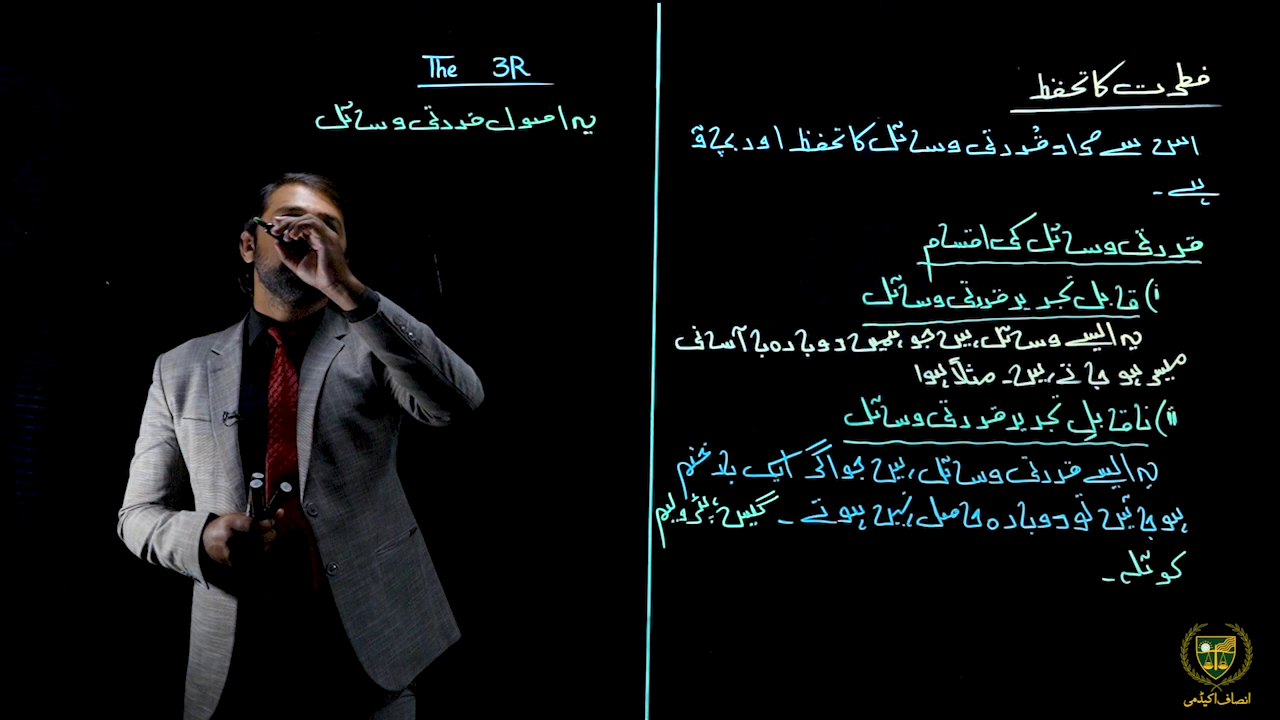 فطرت کا تحفظ
اس سے مراد قدرتی وسائل کا تحفظ اور بچاؤ
ہے۔
قدرتی وسائل کی اقسام
i) قابل تجدید قدرتی وسائل
یہ ایسے وسائل ہیں جو ہمیں دوبارہ با آسانی
میسر ہو جاتے ہیں۔ مثلاً ہوا
ii) ناقابلِ تجدید قدرتی وسائل
یہ ایسے قدرتی وسائل ہیں جو اگر ایک بار ختم
ہو جائیں تو دوبارہ حاصل نہیں ہوتے۔ گیس، پٹرولیم
کوئلہ۔
The 3R
یہ اصول قدرتی وسائل
انصاف اکیڈمی